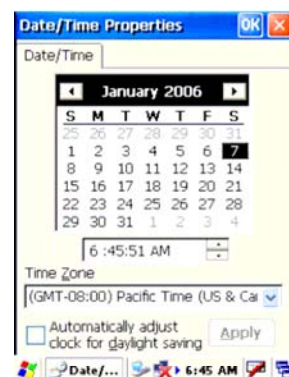 Date/Time Properties OK
Date/Time
January 2006
S M T W T F S
25 26 27 28 29 30 31
1 2 3 4 5 6 7
8 9 10 11 12 13 14
15 16 17 18 19 20 21
22 23 24 25 26 27 28
29 30 31 1 2 3 4
6 :45:51 AM
Time Zone
(GMT-08:00) Pacific Time (US & Ca
Automatically adjust
clock for daylight saving
Apply
Date/... 6:45 AM